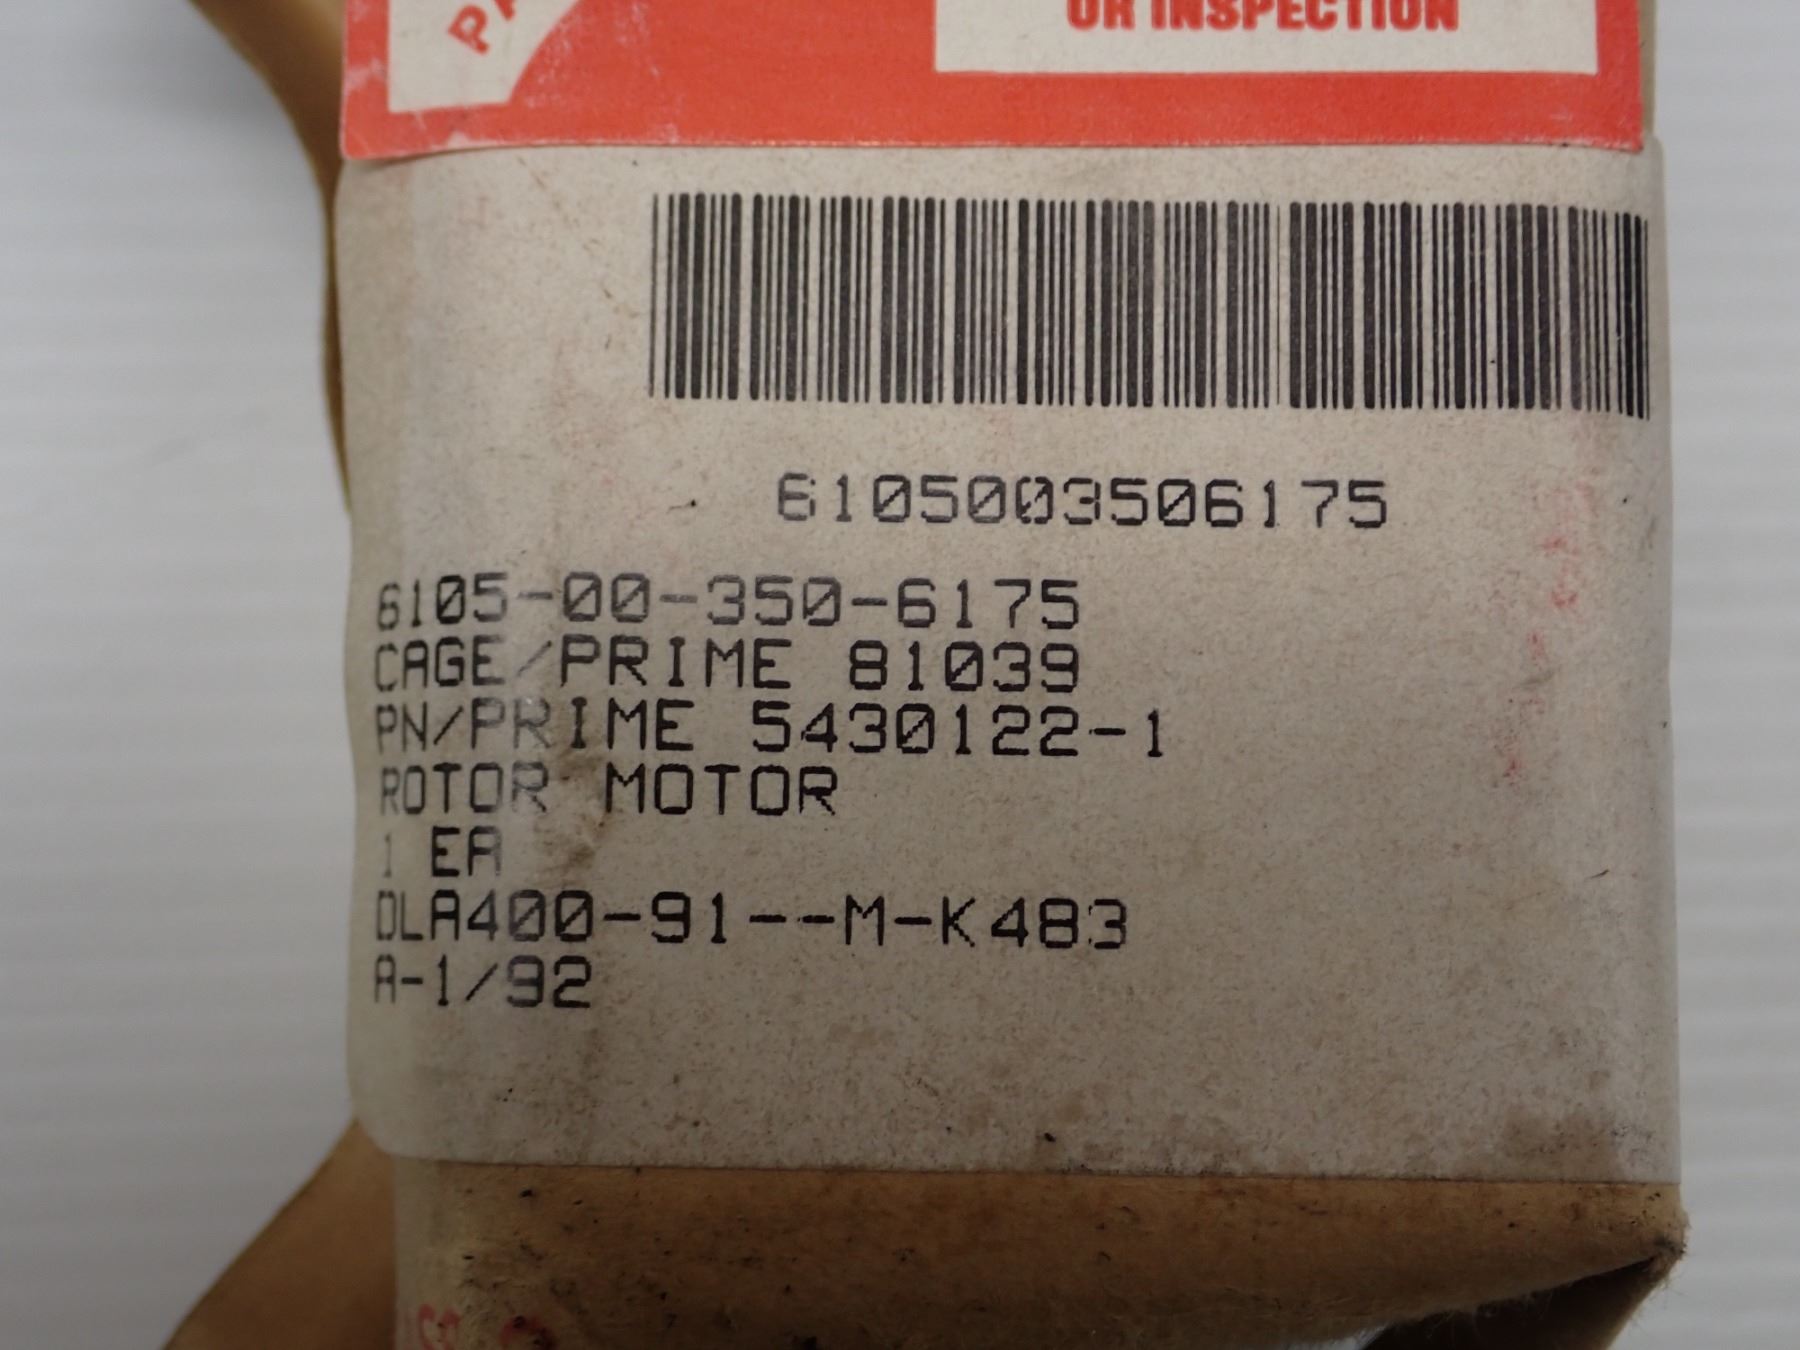 OR INSPECTION
6105003506175
6105-00-350-6175
CAGE/PRIME 81039
PN/PRIME 5430122-1
ROTOR MOTOR
1 EA
DLA400-91--M-K483
A-1/92